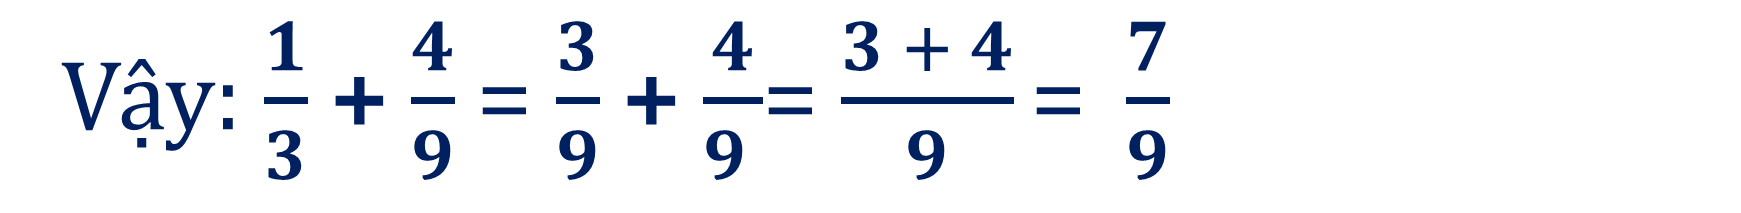 Vậy: 1/3 + 4/9 = 3/9 + 4/9 = (3 + 4)/9 = 7/9